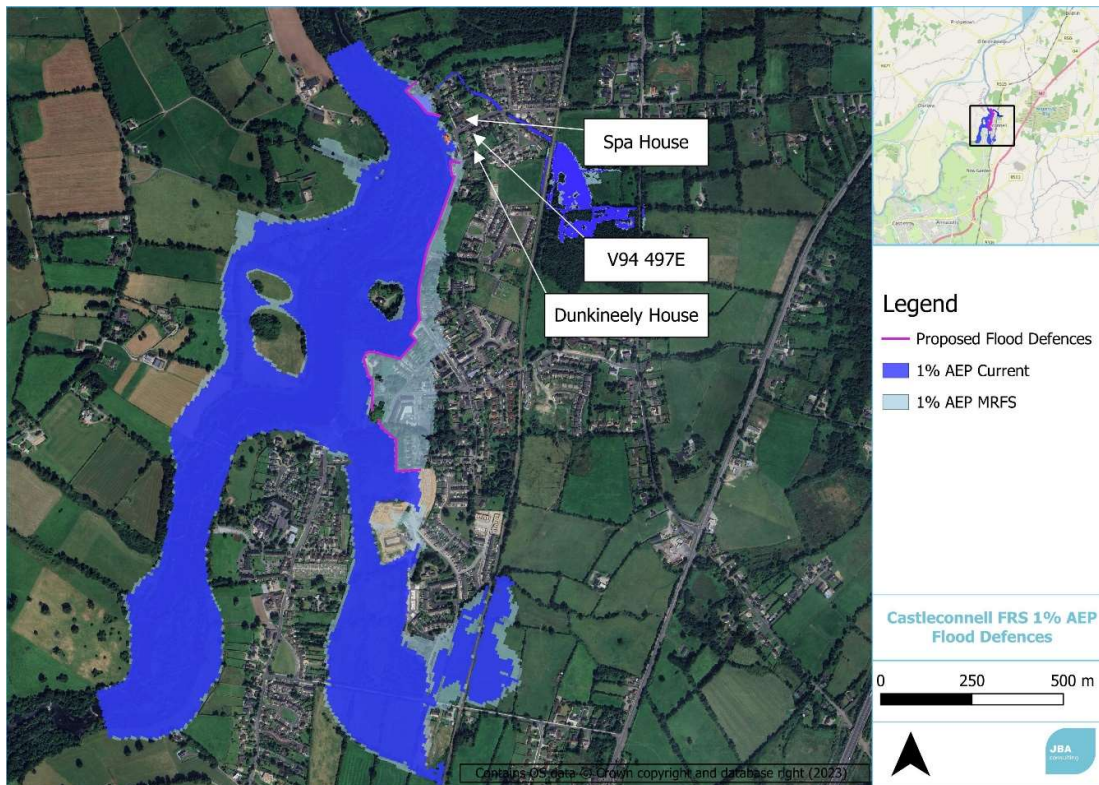 Spa House
V94 497E
Dunkineely House
Contains OS data © Crown copyright and database right (2023)
Legend
Proposed Flood Defences
1% AEP Current
1% AEP MRFS
Castleconnell FRS 1% AEP
Flood Defences
0 250 500 m
JBA
consulting